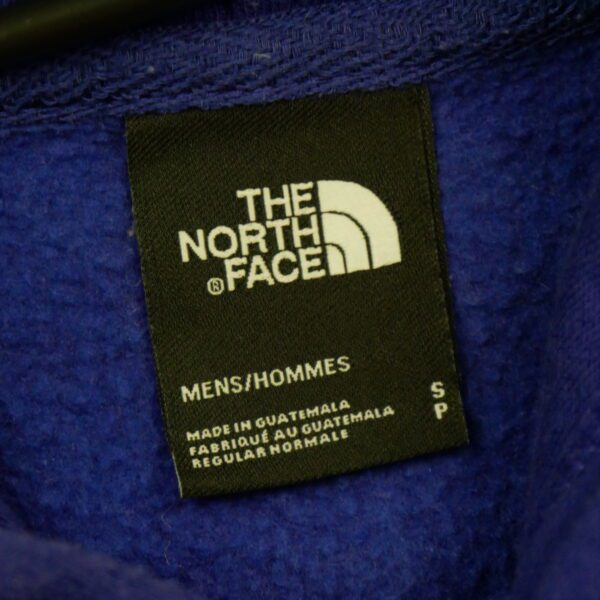 THE
NORTH
® FACE
MENS/HOMMES
S
P
MADE IN GUATEMALA
FABRIQUÉ AU GUATEMALA
REGULAR NORMALE